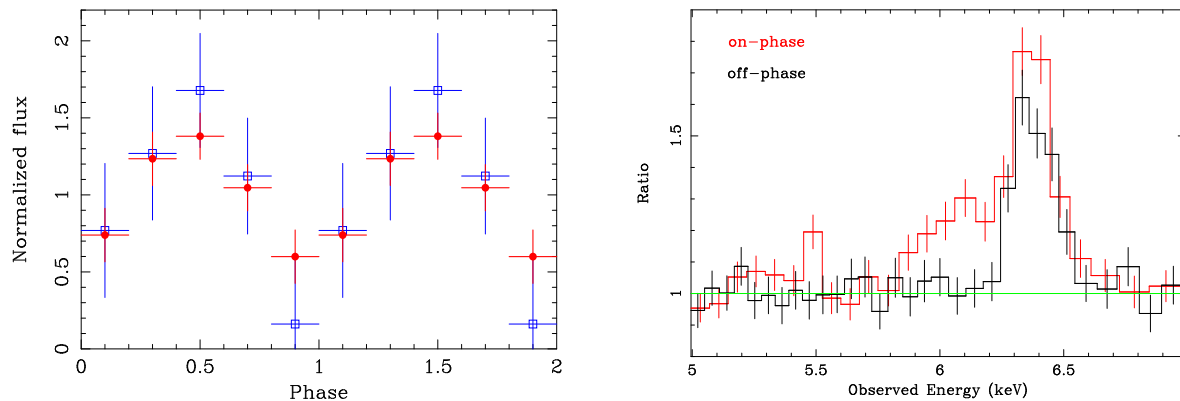 Normalized flux
2
1.5
1
0.5
0
0
0.5
1
1.5
2
Phase
on-phase
off-phase
Ratio
1.5
1
5
5.5
6
6.5
Observed Energy (keV)